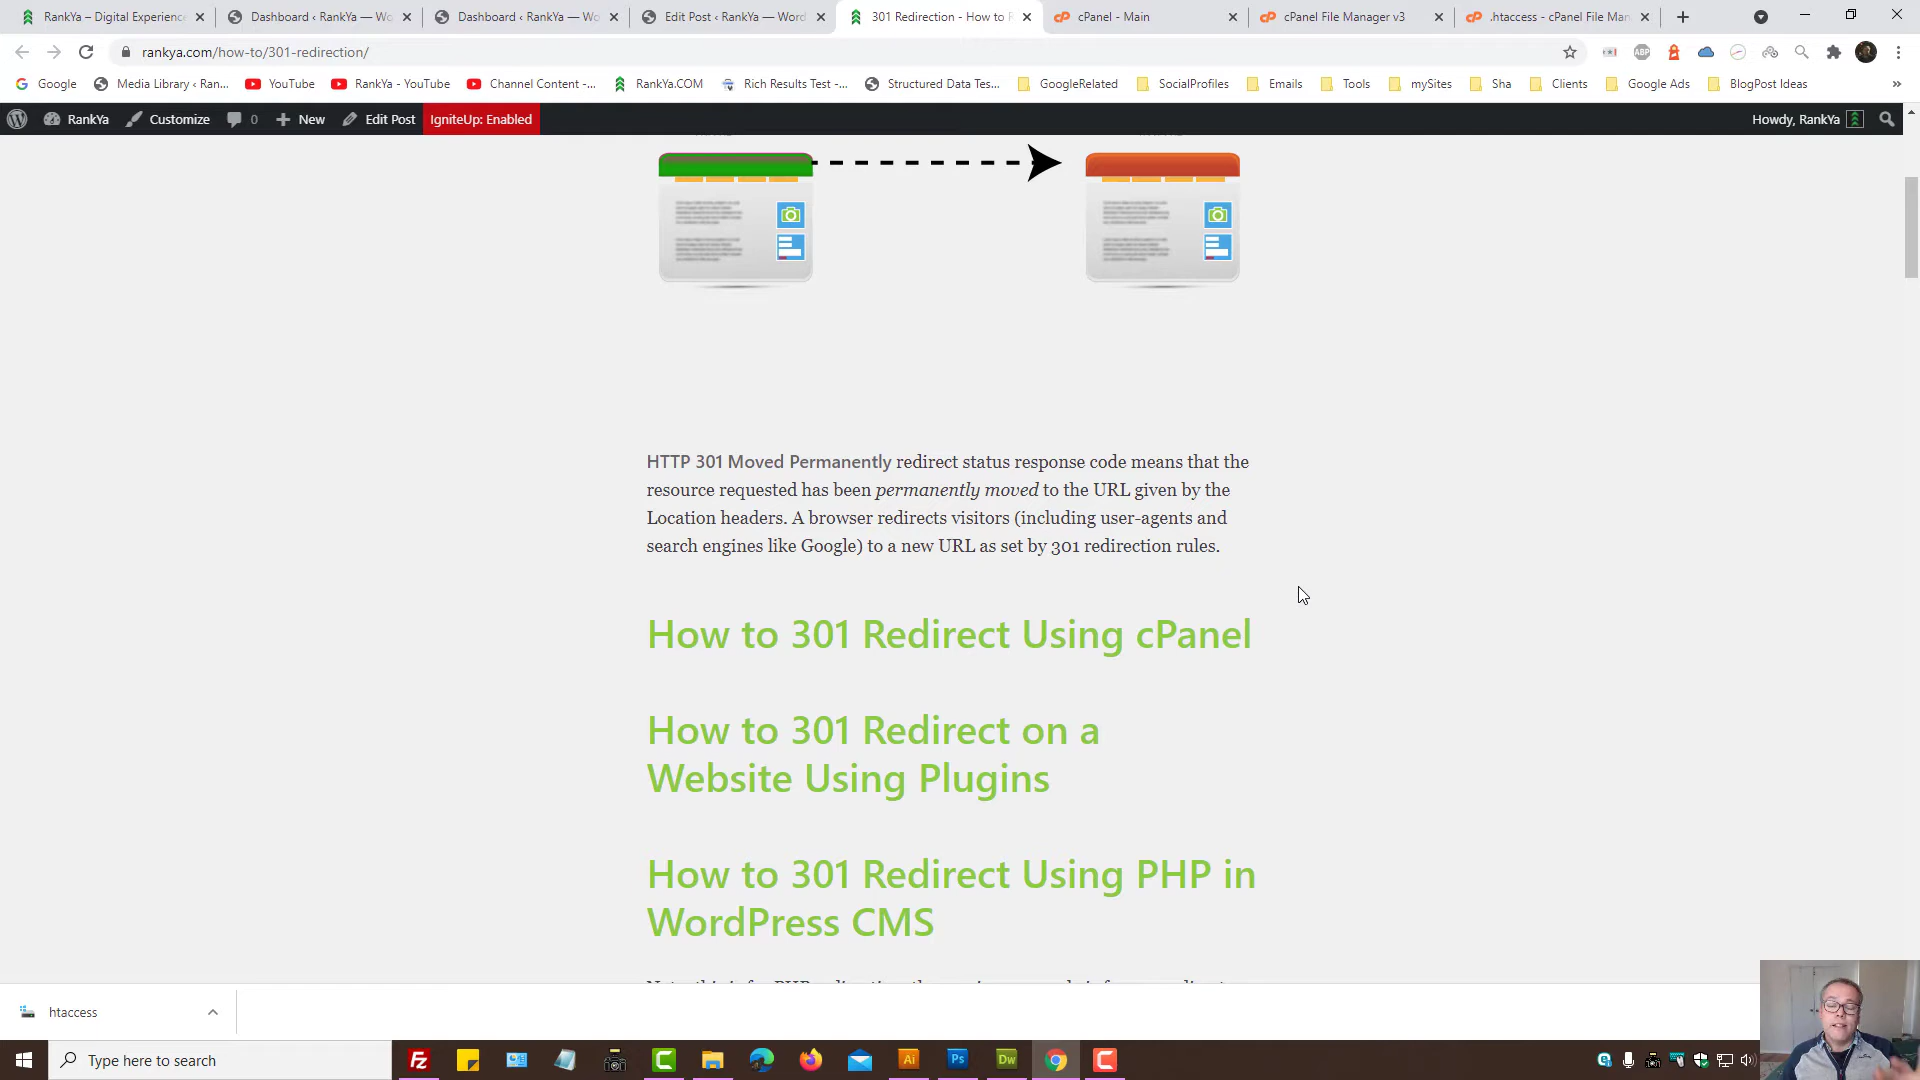 RankYa – Digital Experience
Dashboard ‹ RankYa — Wo
Dashboard ‹ RankYa — Wo
Edit Post ‹ RankYa — Word
301 Redirection - How to R
cPanel - Main
cPanel File Manager v3
.htaccess - cPanel File Man
rankya.com/how-to/301-redirection/
ABP
Google
Media Library ‹ Ran...
YouTube
RankYa - YouTube
Channel Content -...
RankYa.COM
Rich Results Test -...
Structured Data Tes...
GoogleRelated
SocialProfiles
Emails
Tools
mySites
Sha
Clients
Google Ads
BlogPost Ideas
»
RankYa
Customize
0
New
Edit Post
IgniteUp: Enabled
Howdy, RankYa
HTTP 301 Moved Permanently redirect status response code means that the
resource requested has been permanently moved to the URL given by the
Location headers. A browser redirects visitors (including user-agents and
search engines like Google) to a new URL as set by 301 redirection rules.
How to 301 Redirect Using cPanel
How to 301 Redirect on a
Website Using Plugins
How to 301 Redirect Using PHP in
WordPress CMS
htaccess
Type here to search
Fz
Ai
Ps
Dw